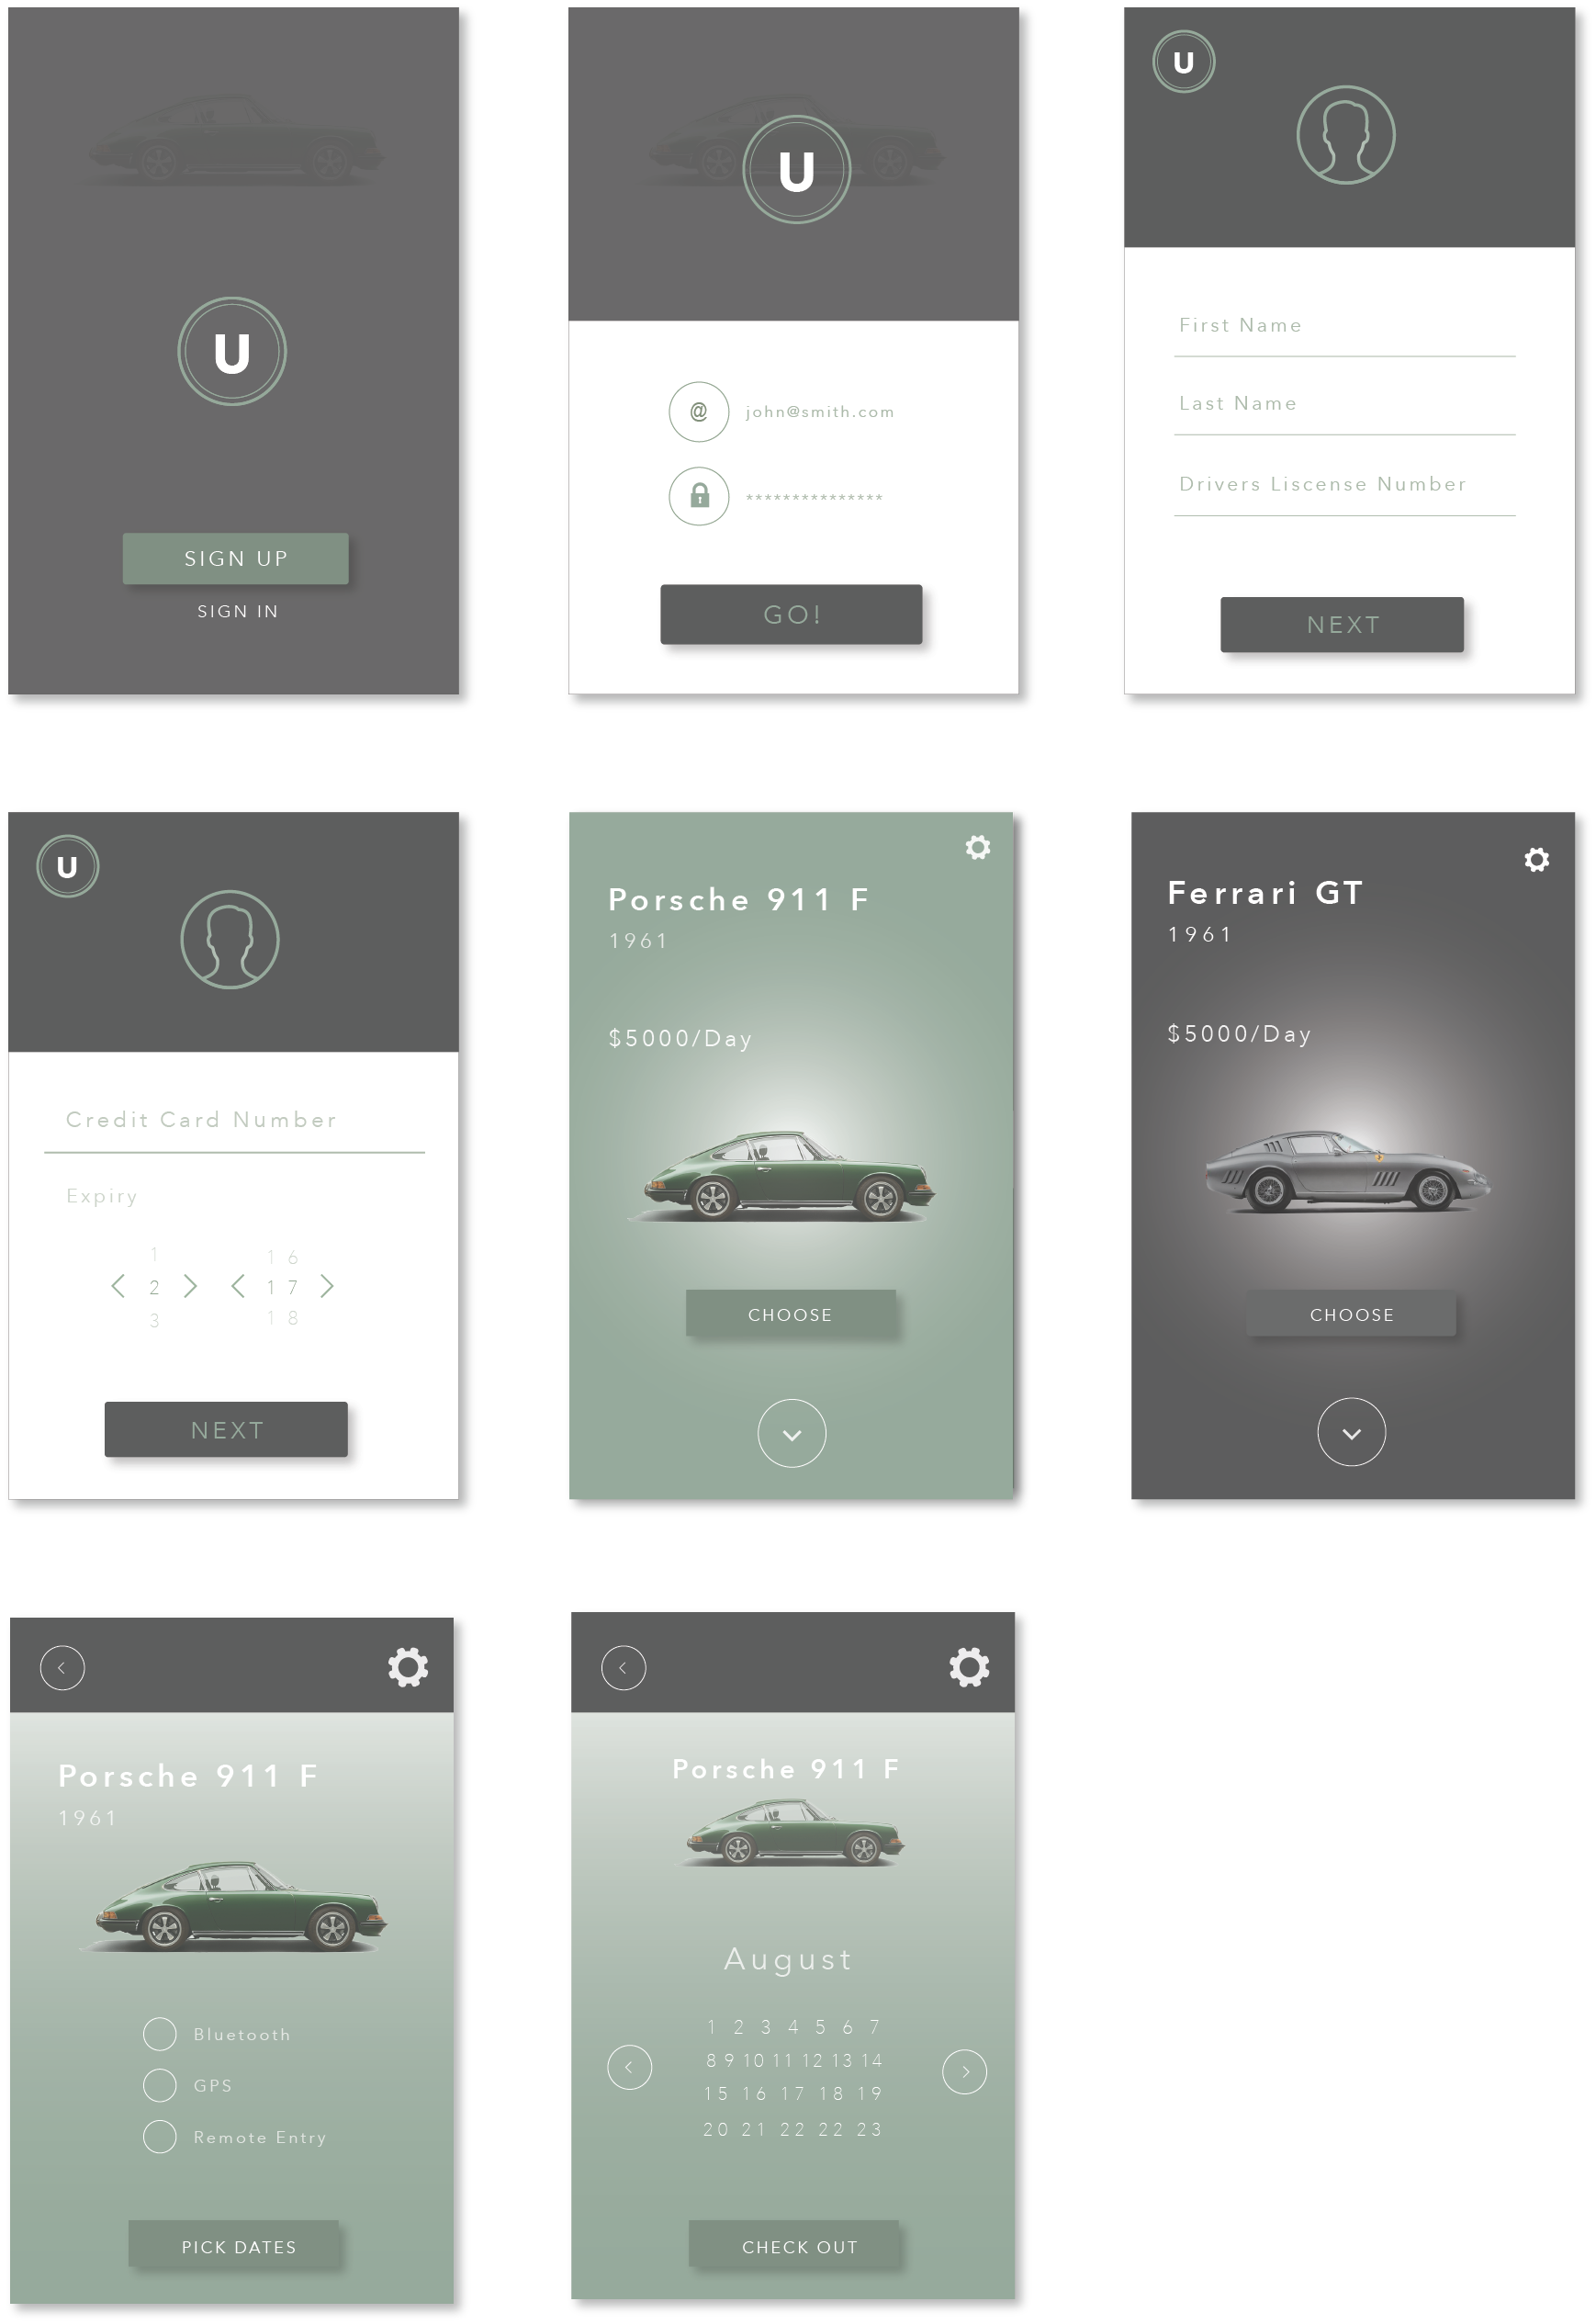 U
SIGN UP
SIGN IN
U
@ john@smith.com
***************
GO!
U
First Name
Last Name
Drivers Liscense Number
NEXT
U
Credit Card Number
Expiry
1 16
2 17
3 18
NEXT
Porsche 911 F
1961
$5000/Day
CHOOSE
Ferrari GT
1961
$5000/Day
CHOOSE
Porsche 911 F
1961
Bluetooth
GPS
Remote Entry
PICK DATES
Porsche 911 F
August
1 2 3 4 5 6 7
8 9 10 11 12 13 14
15 16 17 18 19
20 21 22 22 23
CHECK OUT